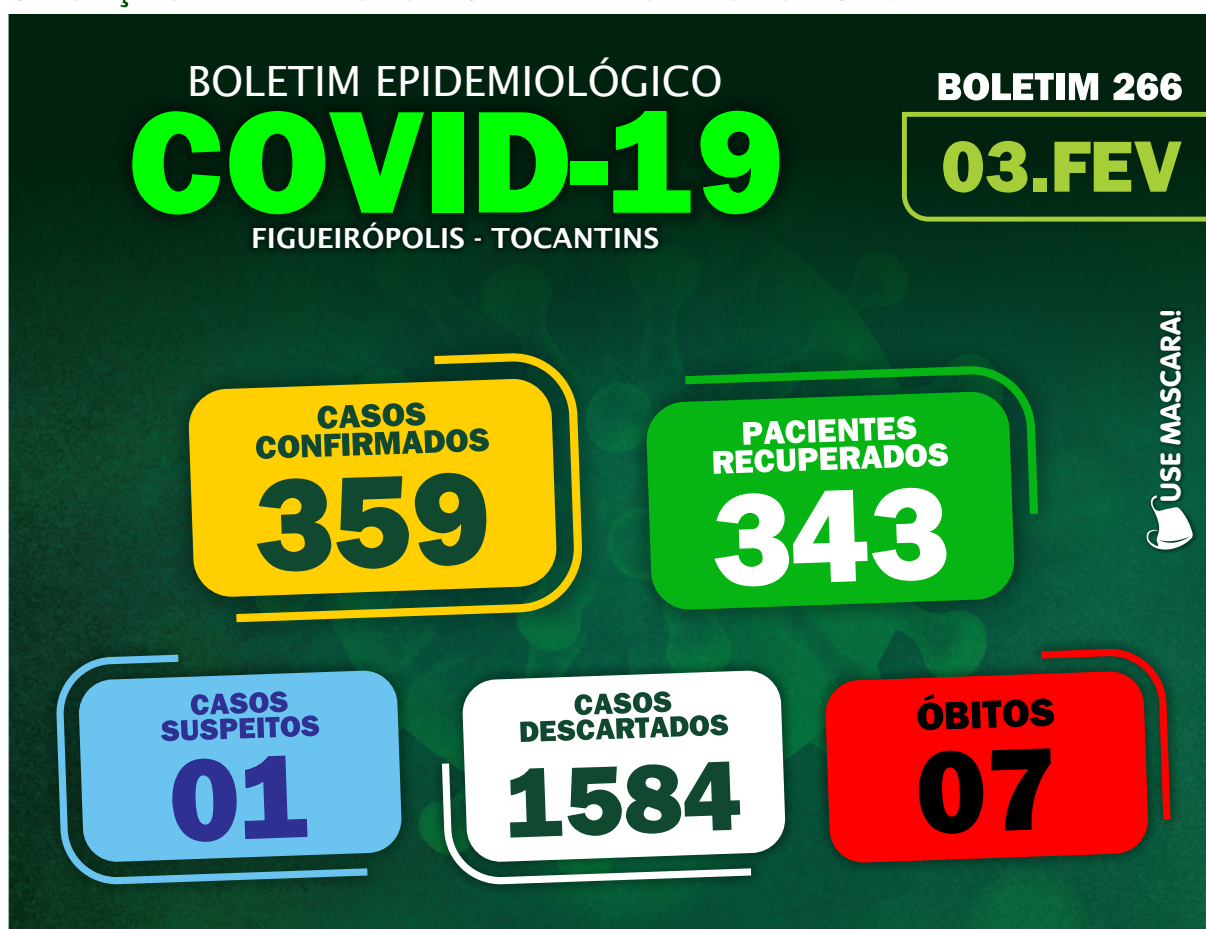 BOLETIM EPIDEMIOLÓGICO
COVID-19
FIGUEIRÓPOLIS - TOCANTINS
BOLETIM 266
03.FEV
USE MASCARA!
CASOS
CONFIRMADOS
359
PACIENTES
RECUPERADOS
343
CASOS
SUSPEITOS
01
CASOS
DESCARTADOS
1584
ÓBITOS
07